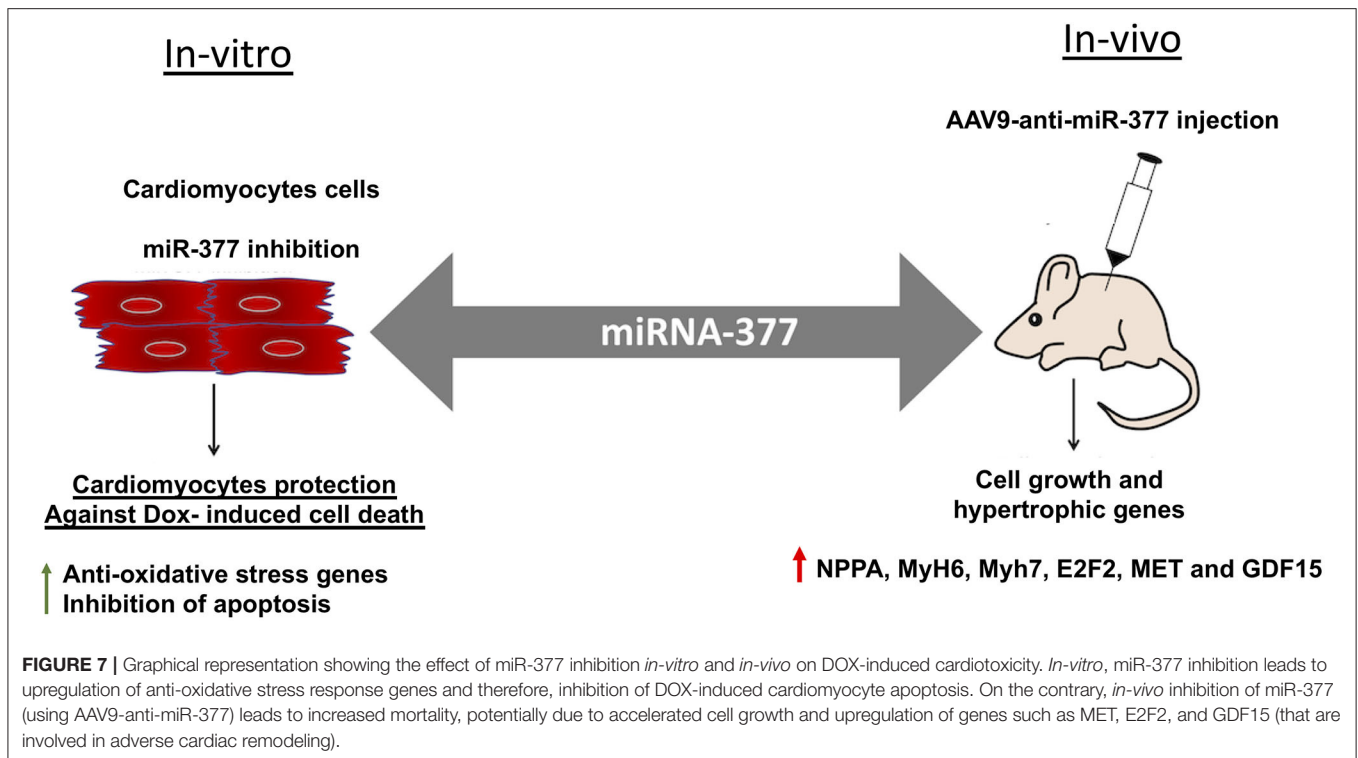 In-vitro
In-vivo
AAV9-anti-miR-377 injection
Cardiomyocytes cells
miR-377 inhibition
miRNA-377
Cardiomyocytes protection
Against Dox- induced cell death
Cell growth and
hypertrophic genes
Anti-oxidative stress genes
Inhibition of apoptosis
NPPA, MyH6, Myh7, E2F2, MET and GDF15
FIGURE 7 | Graphical representation showing the effect of miR-377 inhibition in-vitro and in-vivo on DOX-induced cardiotoxicity. In-vitro, miR-377 inhibition leads to
upregulation of anti-oxidative stress response genes and therefore, inhibition of DOX-induced cardiomyocyte apoptosis. On the contrary, in-vivo inhibition of miR-377
(using AAV9-anti-miR-377) leads to increased mortality, potentially due to accelerated cell growth and upregulation of genes such as MET, E2F2, and GDF15 (that are
involved in adverse cardiac remodeling).